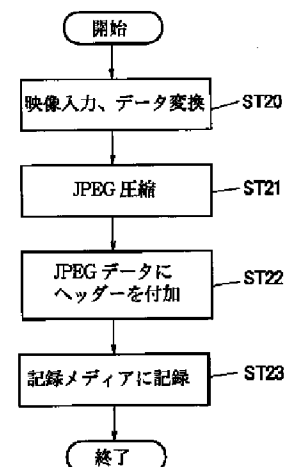 開始
映像入力、データ変換
ST20
JPEG 圧縮
ST21
JPEG データに
ヘッダーを付加
ST22
記録メディアに記録
ST23
終了